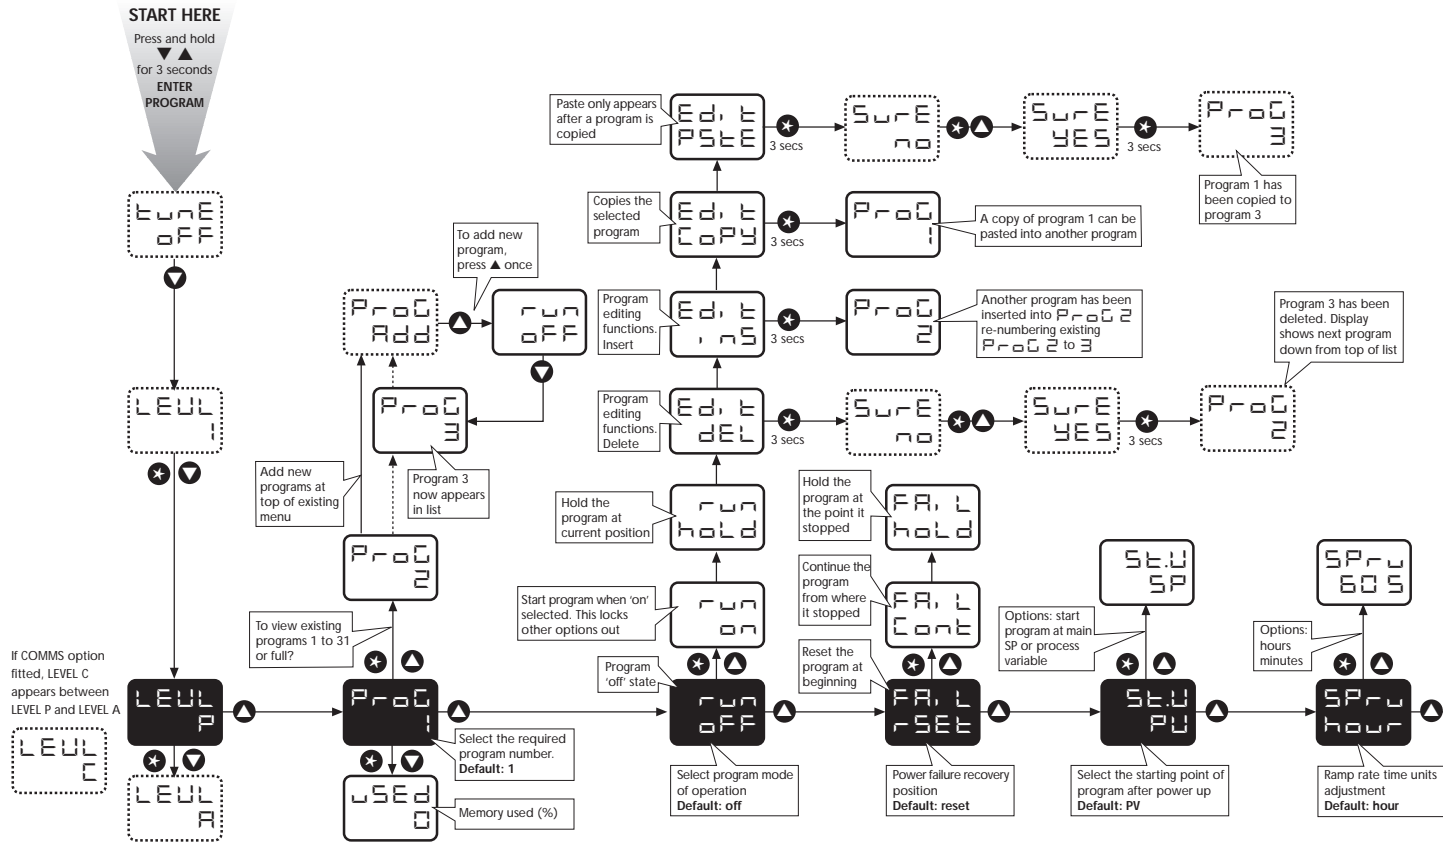 START HERE
Press and hold
▼ ▲
for 3 seconds
ENTER
PROGRAM
tunE
oFF
LEVL
1
If COMMS option
fitted, LEVEL C
appears between
LEVEL P and LEVEL A
LEVL
C
LEVL
P
LEVL
A
ProG
Add
To add new
program,
press ▲ once
run
oFF
ProG
3
Program 3
now appears
in list
Add new
programs at
top of existing
menu
ProG
2
To view existing
programs 1 to 31
or full?
ProG
1
Select the required
program number.
Default: 1
uSEd
0
Memory used (%)
Paste only appears
after a program is
copied
Edit
PStE
3 secs
SurE
no
SurE
YES
3 secs
ProG
3
Program 1 has
been copied to
program 3
Copies the
selected
program
Edit
CoPY
3 secs
ProG
1
A copy of program 1 can be
pasted into another program
Program
editing
functions.
Insert
Edit
inS
3 secs
ProG
2
Another program has been
inserted into ProG 2
re-numbering existing
ProG 2 to 3
Program 3 has been
deleted. Display
shows next program
down from top of list
Program
editing
functions.
Delete
Edit
dEL
3 secs
SurE
no
SurE
YES
3 secs
ProG
2
Hold the
program at
current position
run
hoLd
Start program when ‘on’
selected. This locks
other options out
run
on
Program
‘off’ state
run
oFF
Select program mode
of operation
Default: off
Hold the
program at
the point it
stopped
FAiL
hoLd
Continue the
program
from where
it stopped
FAiL
Cont
Reset the
program at
beginning
FAiL
rSEt
Power failure recovery
position
Default: reset
St.V
SP
Options: start
program at main
SP or process
variable
St.V
PV
Select the starting point of
program after power up
Default: PV
SPru
60 S
Options:
hours
minutes
SPru
hour
Ramp rate time units
adjustment
Default: hour